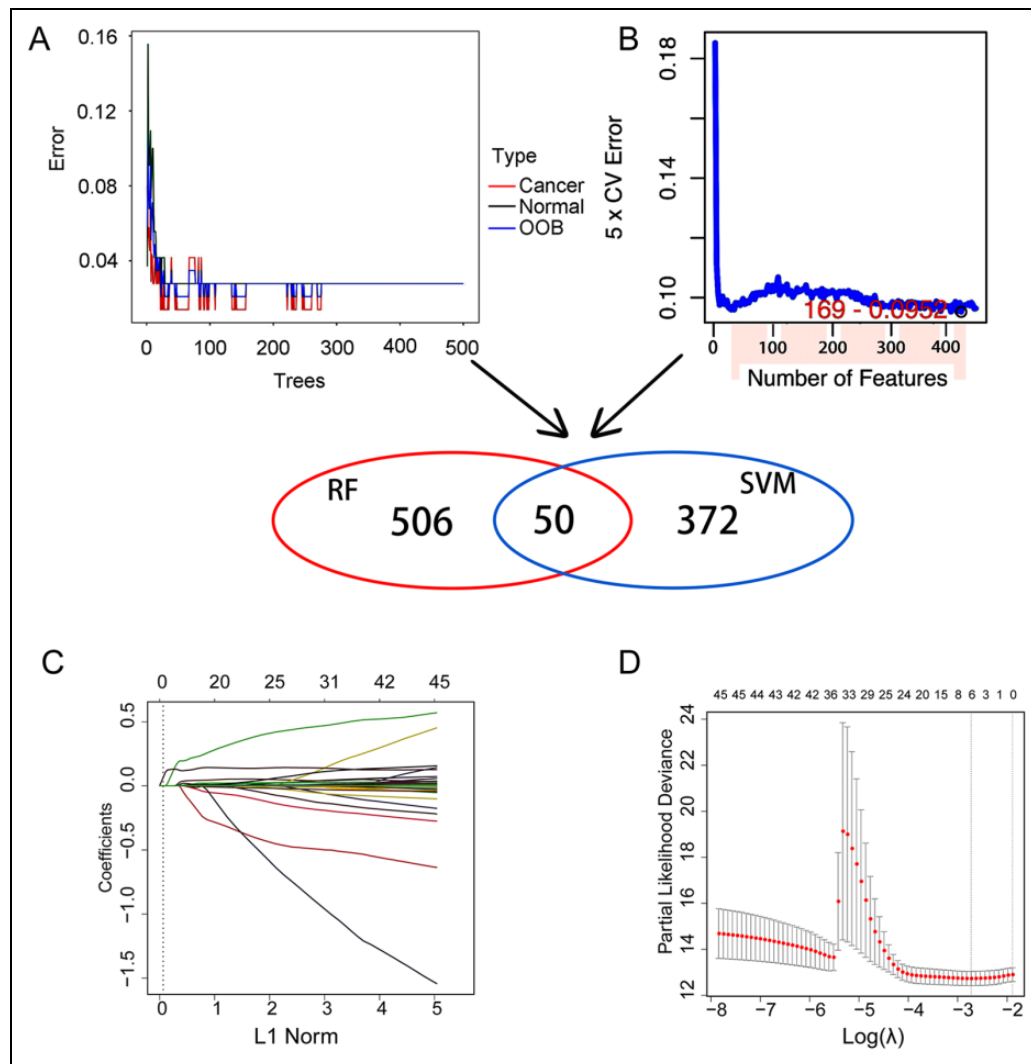 A
0.16
0.12
0.08
0.04
Error
0 100 200 300 400 500
Trees
Type
Cancer
Normal
OOB
B
0.18
0.14
0.10
5 x CV Error
169 - 0.0952
0 100 200 300 400
Number of Features
RF
506
50
372
SVM
C
0 20 25 31 42 45
0.5
0.0
−0.5
−1.0
−1.5
Coefficients
0 1 2 3 4 5
L1 Norm
D
45 45 44 43 42 42 36 33 29 25 24 20 15 8 6 3 1 0
24
22
20
18
16
14
12
Partial Likelihood Deviance
−8 −7 −6 −5 −4 −3 −2
Log(λ)